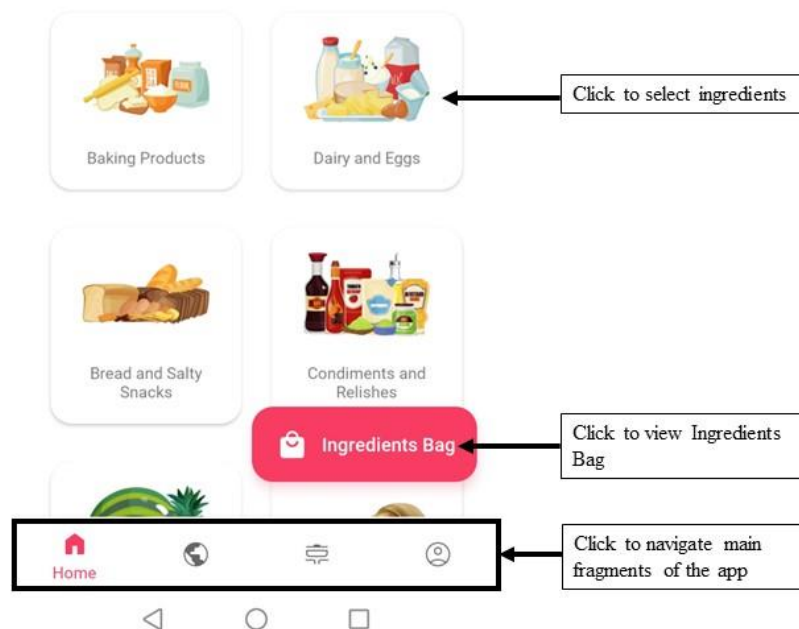 Baking Products
Dairy and Eggs
Click to select ingredients
Bread and Salty
Snacks
Condiments and
Relishes
Ingredients Bag
Click to view Ingredients
Bag
Home
Click to navigate main
fragments of the app